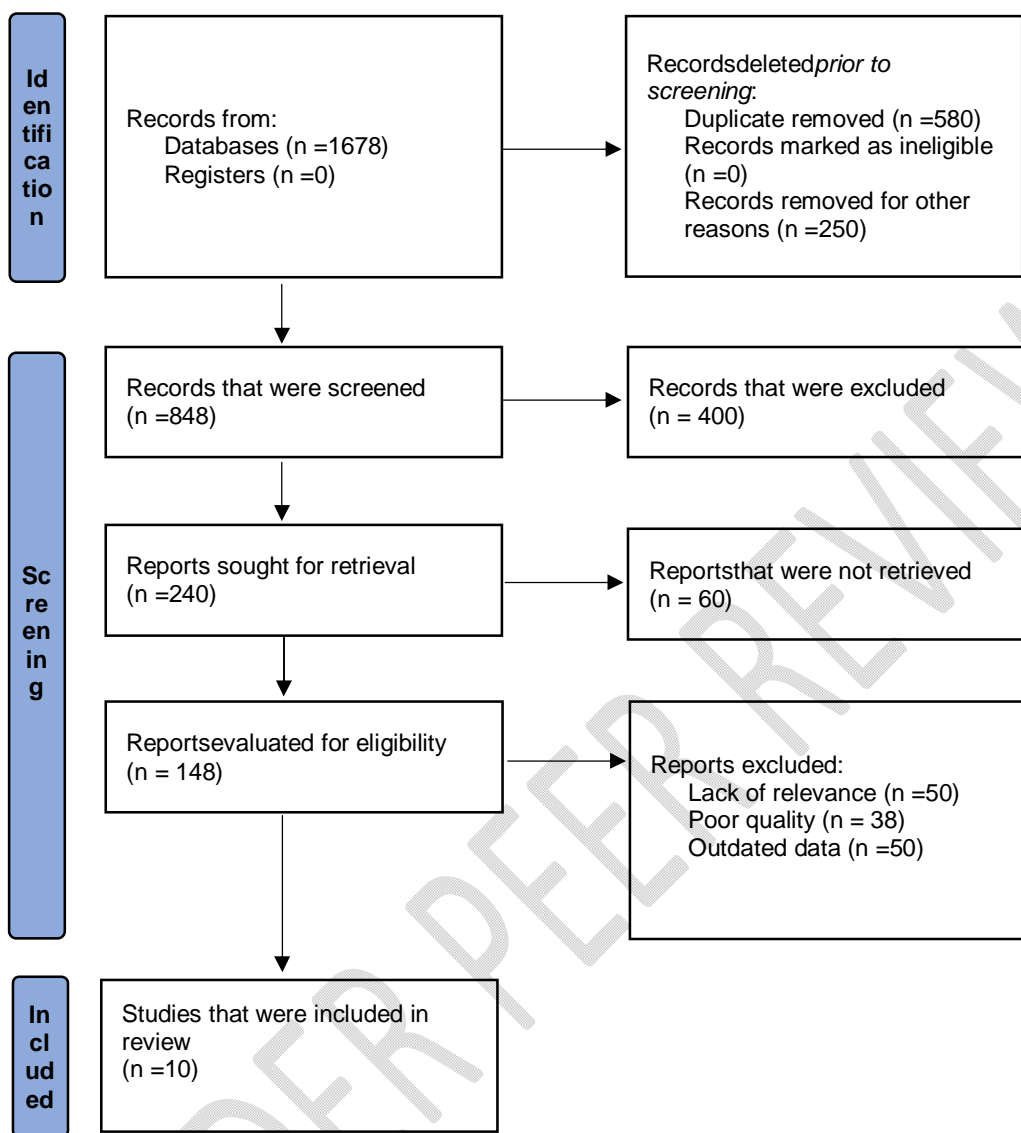 Id
en
tifi
ca
tio
n
Records from:
Databases (n =1678)
Registers (n =0)
Recordsdeletedprior to
screening:
Duplicate removed (n =580)
Records marked as ineligible
(n =0)
Records removed for other
reasons (n =250)
Sc
re
en
in
g
Records that were screened
(n =848)
Records that were excluded
(n = 400)
Reports sought for retrieval
(n =240)
Reportsthat were not retrieved
(n = 60)
Reportsevaluated for eligibility
(n = 148)
Reports excluded:
Lack of relevance (n =50)
Poor quality (n = 38)
Outdated data (n =50)
In
cl
ud
ed
Studies that were included in
review
(n =10)
DER PEER REVIEW